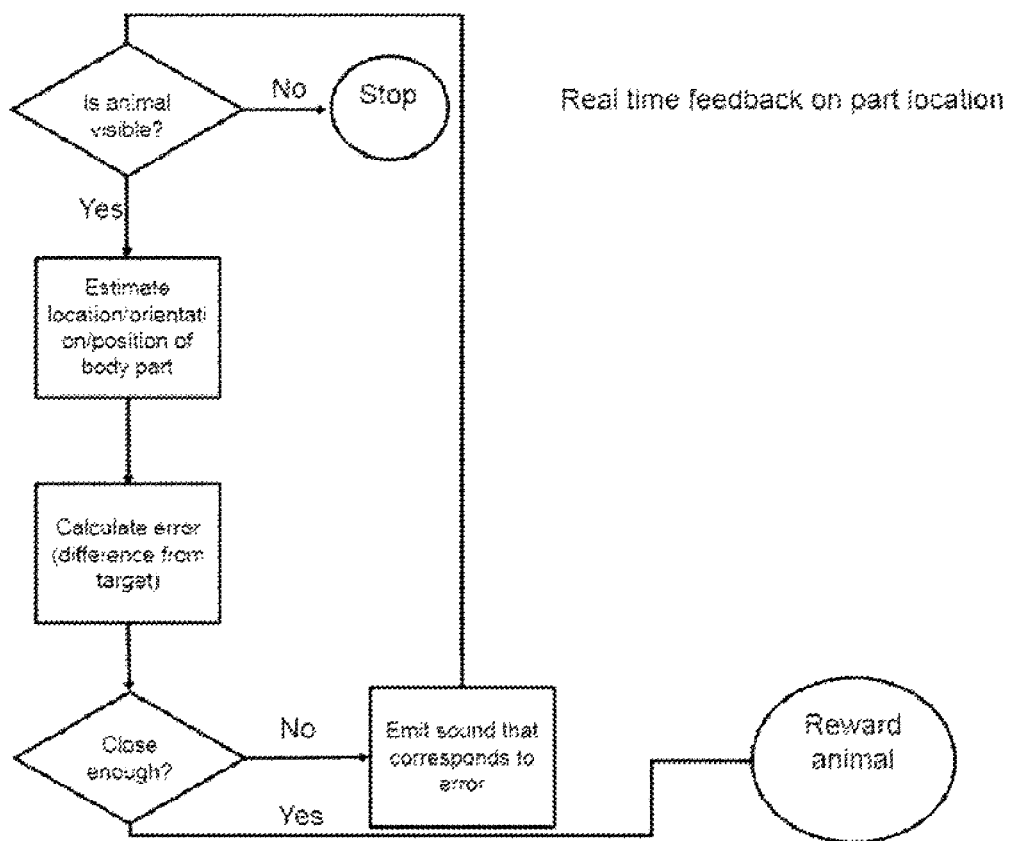 Is animal
visible?
No
Stop
Real time feedback on part location
Yes
Estimate
location/orientati
on/position of
body part
Calculate error
(difference from
target)
Close
enough?
No
Emit sound that
corresponds to
error
Reward
animal
Yes